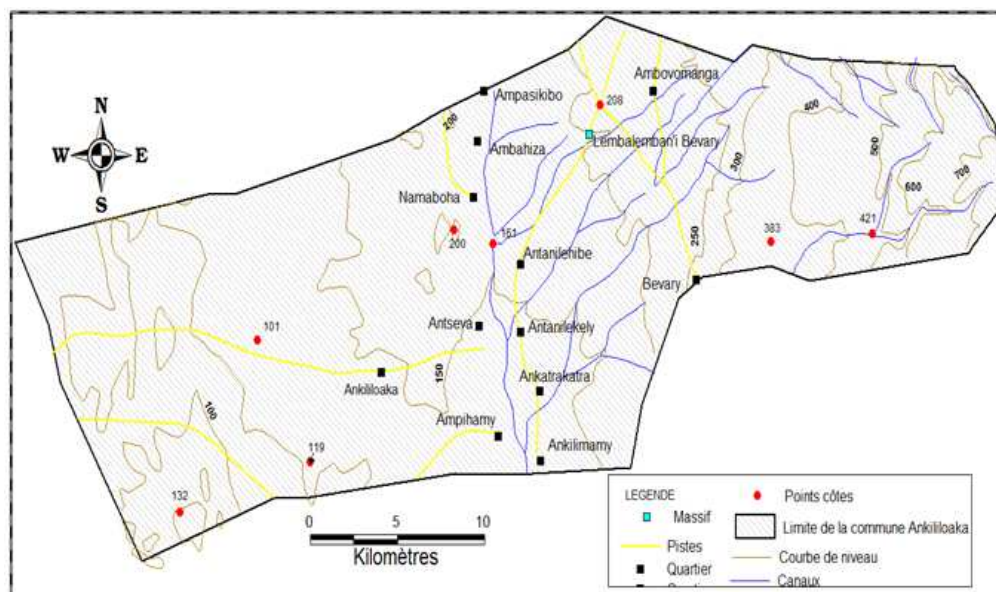 N
W E
S
Ampasikibo
Ambovomanga
208
200
Ambahiza
Lembalemban'i Bevary
Namaboha
200
161
300
400
500
600
700
383
421
Antanilehibe
250
Bevary
Antseva
Antanilekely
101
150
Ankililoaka
Ankatrakatra
100
Ampihamy
119
Ankilimamy
132
0 5 10
Kilomètres
LEGENDE
Massif
Pistes
Quartier
Points côtes
Limite de la commune Ankililoaka
Courbe de niveau
Canaux